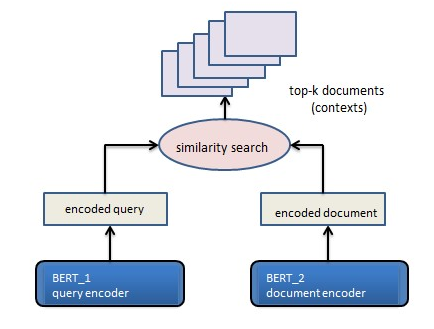 top-k documents
(contexts)
similarity search
encoded query
encoded document
BERT_1
query encoder
BERT_2
document encoder